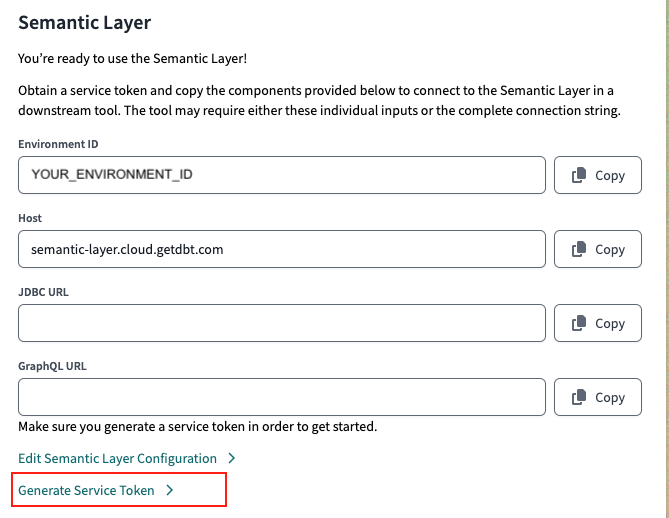 Semantic Layer
You're ready to use the Semantic Layer!
Obtain a service token and copy the components provided below to connect to the Semantic Layer in a
downstream tool. The tool may require either these individual inputs or the complete connection string.
Environment ID
YOUR_ENVIRONMENT_ID
Copy
Host
semantic-layer.cloud.getdbt.com
Copy
JDBC URL
Copy
GraphQL URL
Copy
Make sure you generate a service token in order to get started.
Edit Semantic Layer Configuration
Generate Service Token